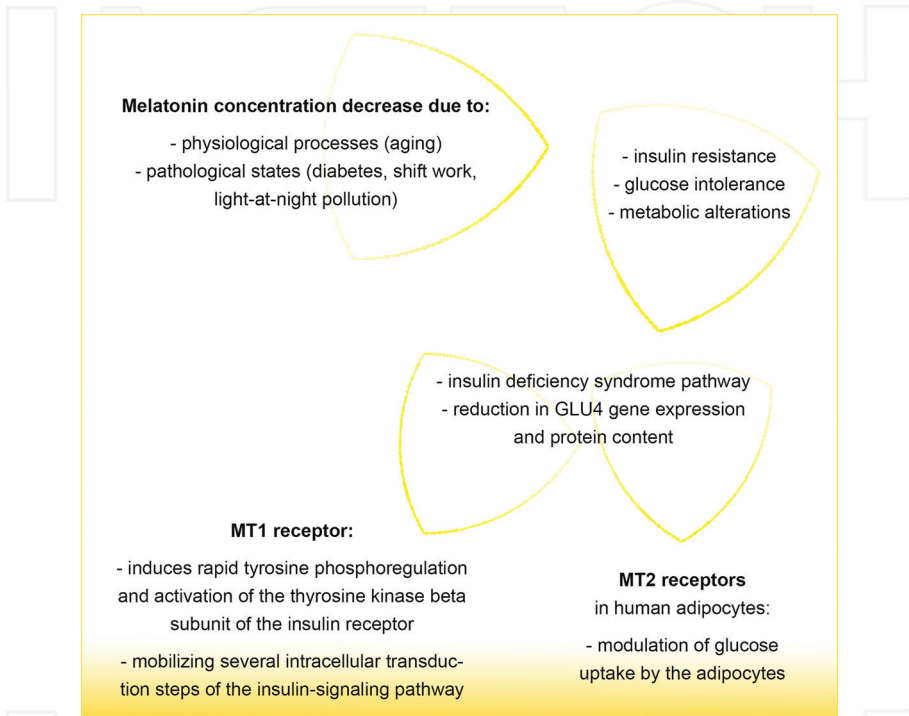 Melatonin concentration decrease due to:
- physiological processes (aging)
- pathological states (diabetes, shift work,
light-at-night pollution)
- insulin resistance
- glucose intolerance
- metabolic alterations
- insulin deficiency syndrome pathway
- reduction in GLU4 gene expression
and protein content
MT1 receptor:
- induces rapid tyrosine phosphoregulation
and activation of the thyrosine kinase beta
subunit of the insulin receptor
- mobilizing several intracellular transduc-
tion steps of the insulin-signaling pathway
MT2 receptors
in human adipocytes:
- modulation of glucose
uptake by the adipocytes